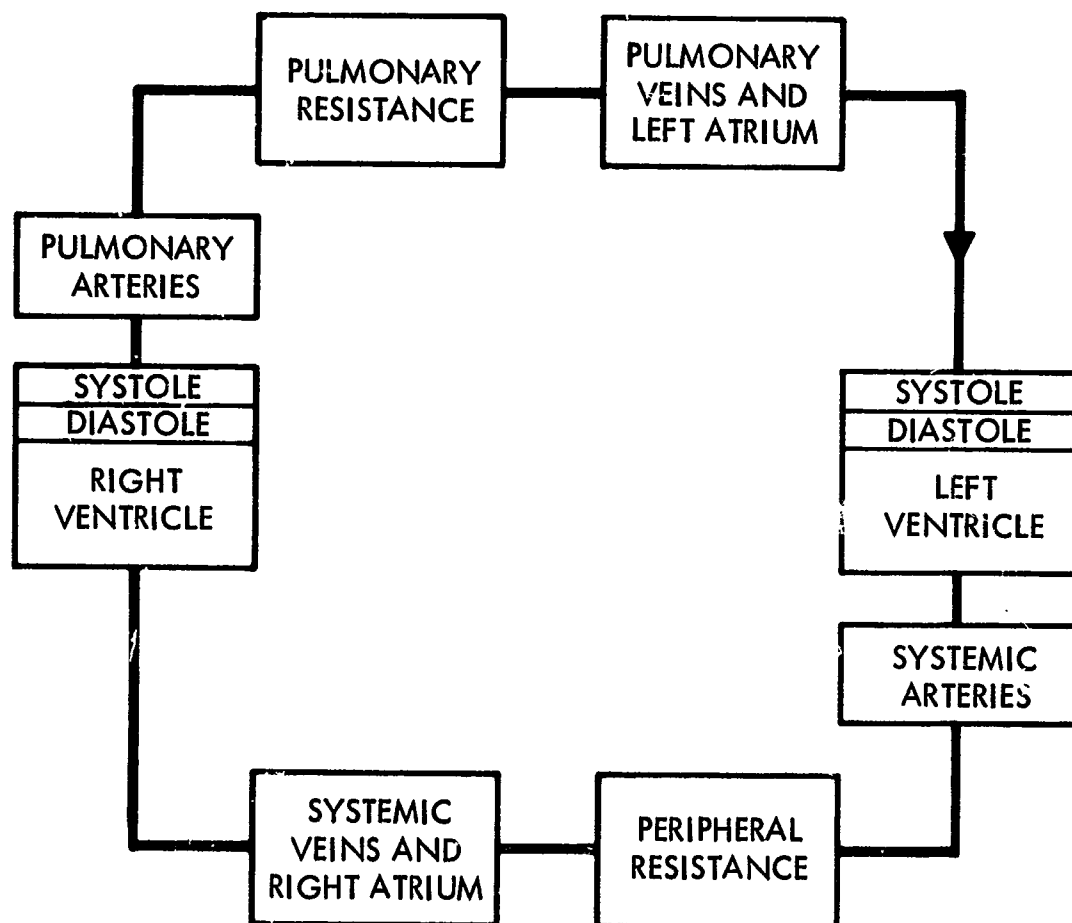 PULMONARY
RESISTANCE
PULMONARY
VEINS AND
LEFT ATRIUM
PULMONARY
ARTERIES
SYSTOLE
DIASTOLE
RIGHT
VENTRICLE
SYSTOLE
DIASTOLE
LEFT
VENTRICLE
SYSTEMIC
ARTERIES
SYSTEMIC
VEINS AND
RIGHT ATRIUM
PERIPHERAL
RESISTANCE